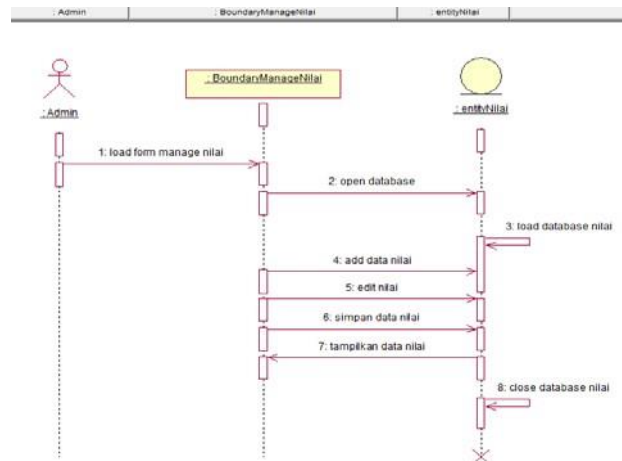 : Admin
: BoundaryManageNilai
: entityNilai
: BoundaryManageNilai
: Admin
: entityNilai
1: load form manage nilai
2: open database
3: load database nilai
4: add data nilai
5: edit nilai
6: simpan data nilai
7: tampilkan data nilai
8: close database nilai